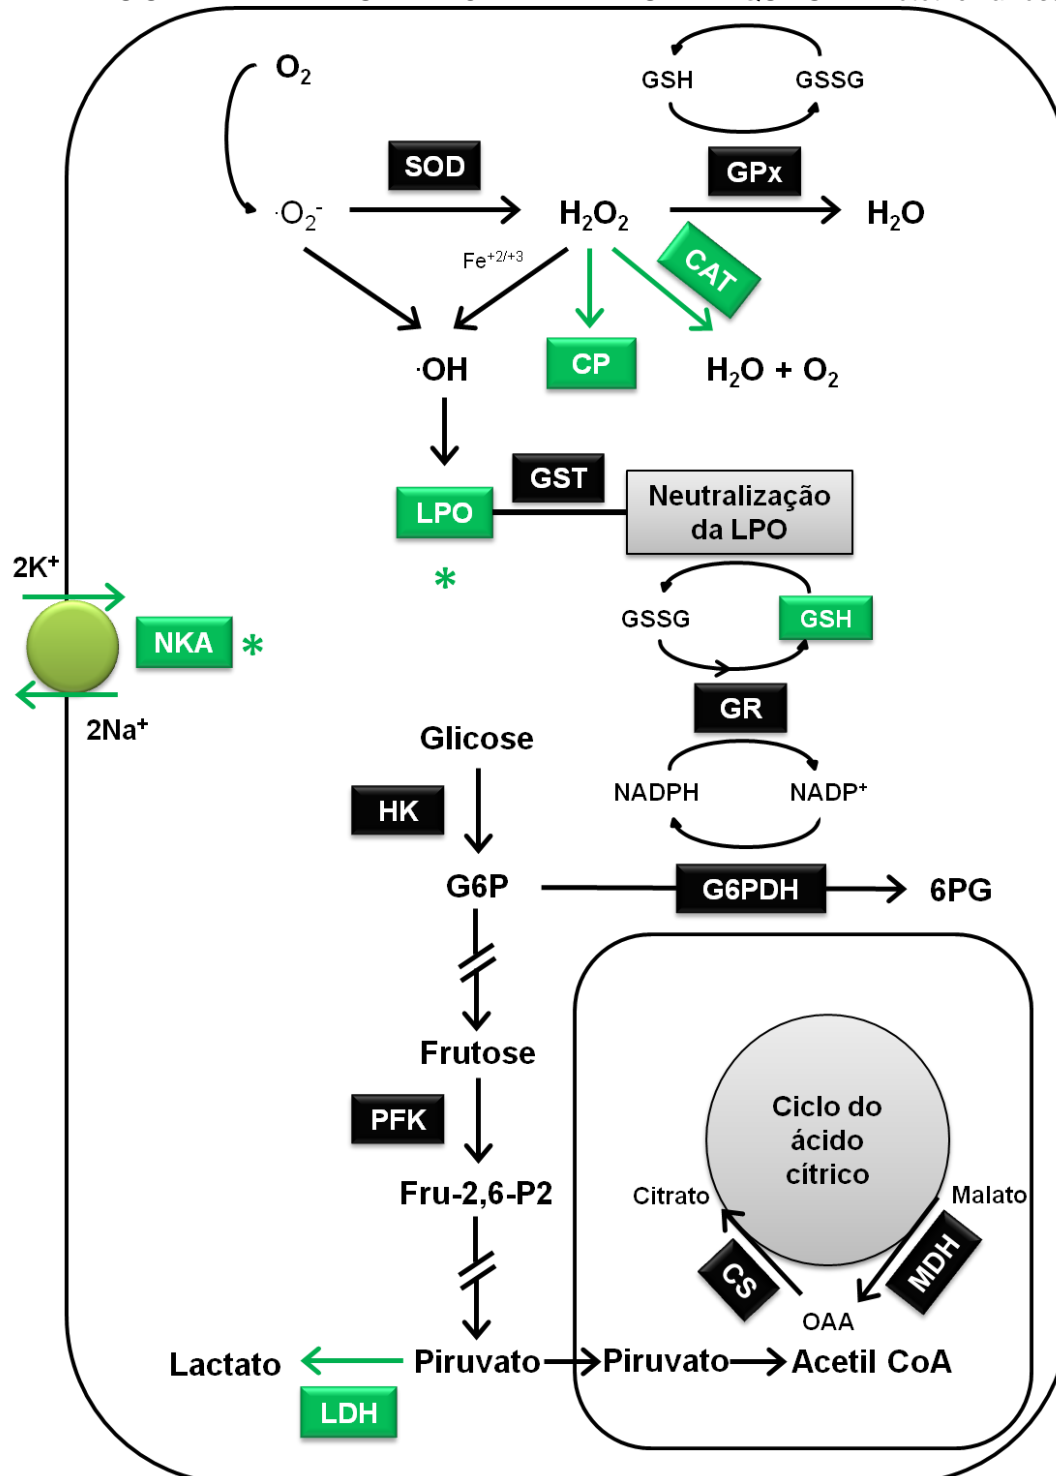 O2
GSH
GSSG
SOD
GPx
·O2-
H2O2
H2O
Fe+2/+3
CAT
·OH
CP
H2O + O2
GST
LPO
Neutralização
da LPO
*
2K+
GSSG
GSH
NKA *
GR
2Na+
Glicose
NADPH
NADP+
HK
G6P
G6PDH
6PG
Frutose
PFK
Ciclo do
ácido
cítrico
Fru-2,6-P2
Citrato
Malato
CS
MDH
OAA
Lactato
Piruvato
Piruvato
Acetil CoA
LDH